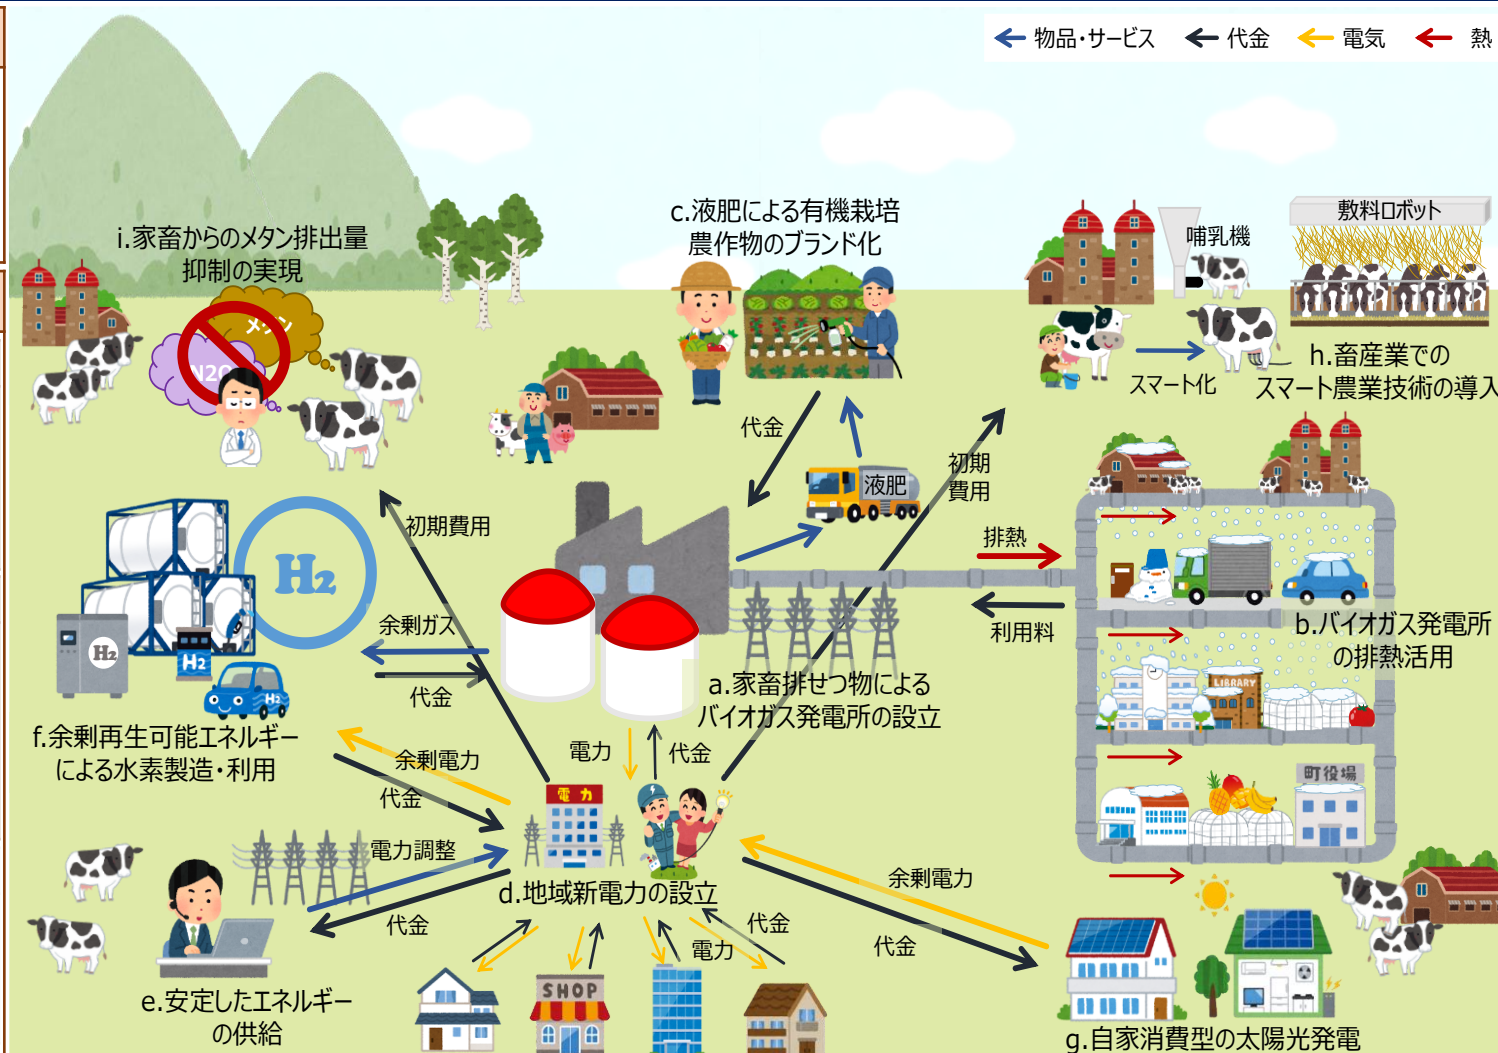 物品・サービス
代金
電気
熱
i.家畜からのメタン排出量
抑制の実現
メタン
N2O
c.液肥による有機栽培
農作物のブランド化
哺乳機
敷料ロボット
スマート化
h.畜産業での
スマート農業技術の導入
代金
液肥
初期
費用
初期費用
排熱
利用料
H₂
H₂
H₂
H₂
余剰ガス
代金
a.家畜排せつ物による
バイオガス発電所の設立
b.バイオガス発電所
の排熱活用
LIBRARY
町役場
f.余剰再生可能エネルギー
による水素製造・利用
余剰電力
代金
電力
代金
電力
電力調整
代金
d.地域新電力の設立
余剰電力
代金
代金
電力
SHOP
e.安定したエネルギー
の供給
g.自家消費型の太陽光発電